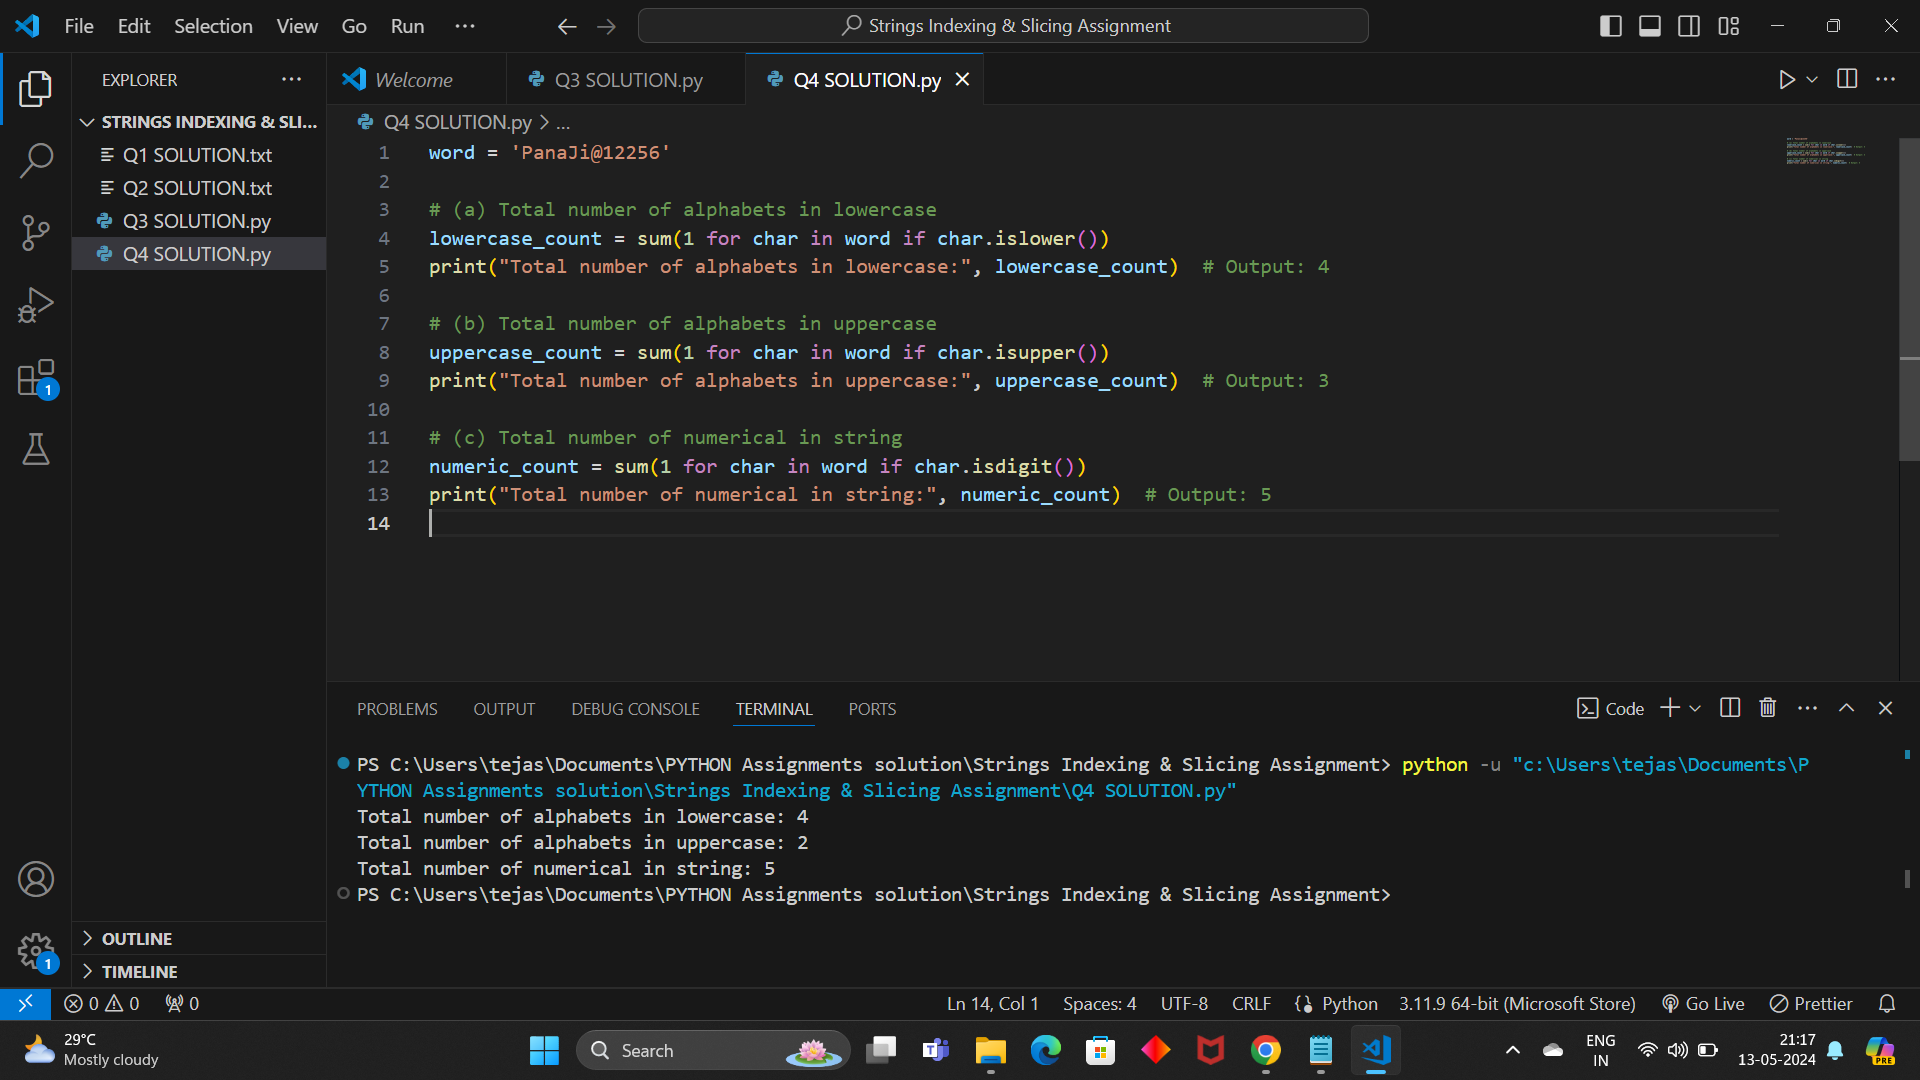 File Edit Selection View Go Run ··· Strings Indexing & Slicing Assignment
EXPLORER ···
STRINGS INDEXING & SLI...
Q1 SOLUTION.txt
Q2 SOLUTION.txt
Q3 SOLUTION.py
Q4 SOLUTION.py
OUTLINE
TIMELINE
1
1
Welcome Q3 SOLUTION.py Q4 SOLUTION.py
Q4 SOLUTION.py > ...
1 word = 'PanaJi@12256'
2
3 # (a) Total number of alphabets in lowercase
4 lowercase_count = sum(1 for char in word if char.islower())
5 print("Total number of alphabets in lowercase:", lowercase_count)  # Output: 4
6
7 # (b) Total number of alphabets in uppercase
8 uppercase_count = sum(1 for char in word if char.isupper())
9 print("Total number of alphabets in uppercase:", uppercase_count)  # Output: 3
10
11 # (c) Total number of numerical in string
12 numeric_count = sum(1 for char in word if char.isdigit())
13 print("Total number of numerical in string:", numeric_count)  # Output: 5
14
PROBLEMS OUTPUT DEBUG CONSOLE TERMINAL PORTS Code
PS C:\Users\tejas\Documents\PYTHON Assignments solution\Strings Indexing & Slicing Assignment> python -u "c:\Users\tejas\Documents\P
YTHON Assignments solution\Strings Indexing & Slicing Assignment\Q4 SOLUTION.py"
Total number of alphabets in lowercase: 4
Total number of alphabets in uppercase: 2
Total number of numerical in string: 5
PS C:\Users\tejas\Documents\PYTHON Assignments solution\Strings Indexing & Slicing Assignment>
0 0 0 Ln 14, Col 1 Spaces: 4 UTF-8 CRLF {} Python 3.11.9 64-bit (Microsoft Store) Go Live Prettier
29°C
Mostly cloudy
Search
ENG
IN
21:17
13-05-2024
PRE